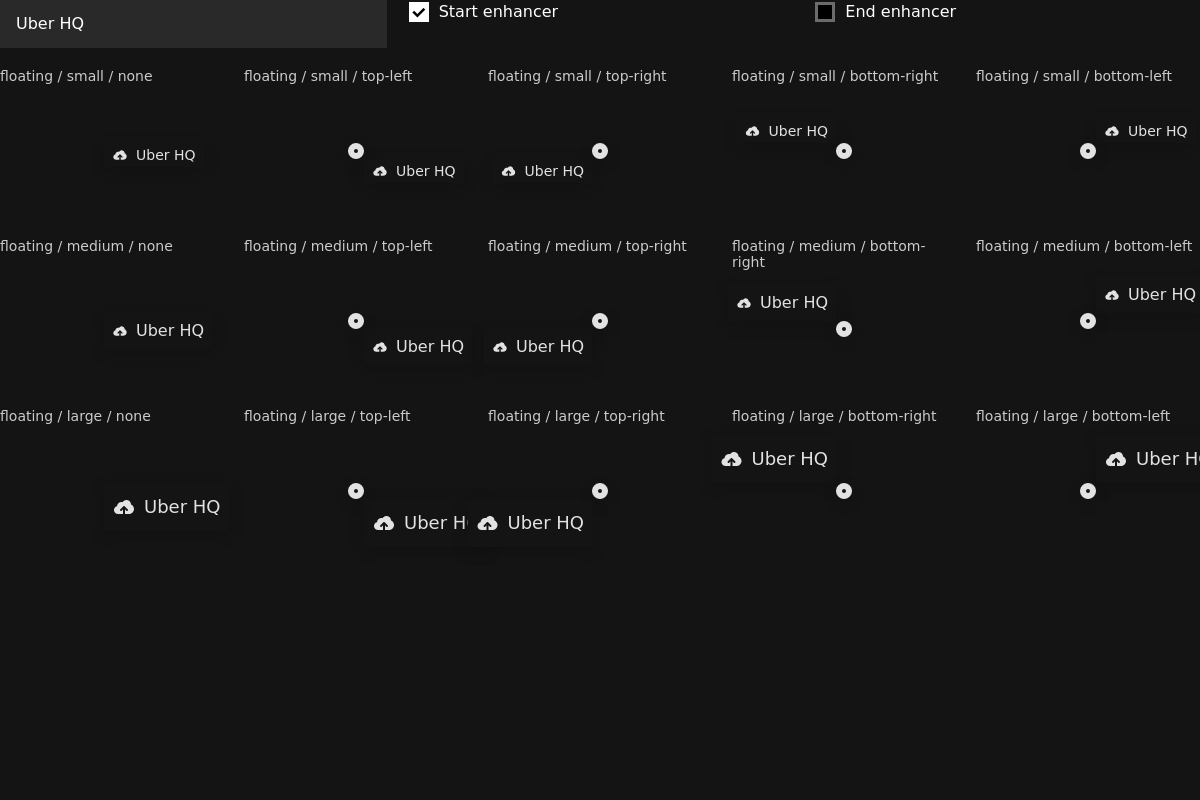 Uber HQ
Start enhancer
End enhancer
floating / small / none
floating / small / top-left
floating / small / top-right
floating / small / bottom-right
floating / small / bottom-left
Uber HQ
Uber HQ
Uber HQ
Uber HQ
Uber HQ
floating / medium / none
floating / medium / top-left
floating / medium / top-right
floating / medium / bottom-
right
floating / medium / bottom-left
Uber HQ
Uber HQ
Uber HQ
Uber HQ
Uber HQ
floating / large / none
floating / large / top-left
floating / large / top-right
floating / large / bottom-right
floating / large / bottom-left
Uber HQ
Uber H
Uber HQ
Uber HQ
Uber H